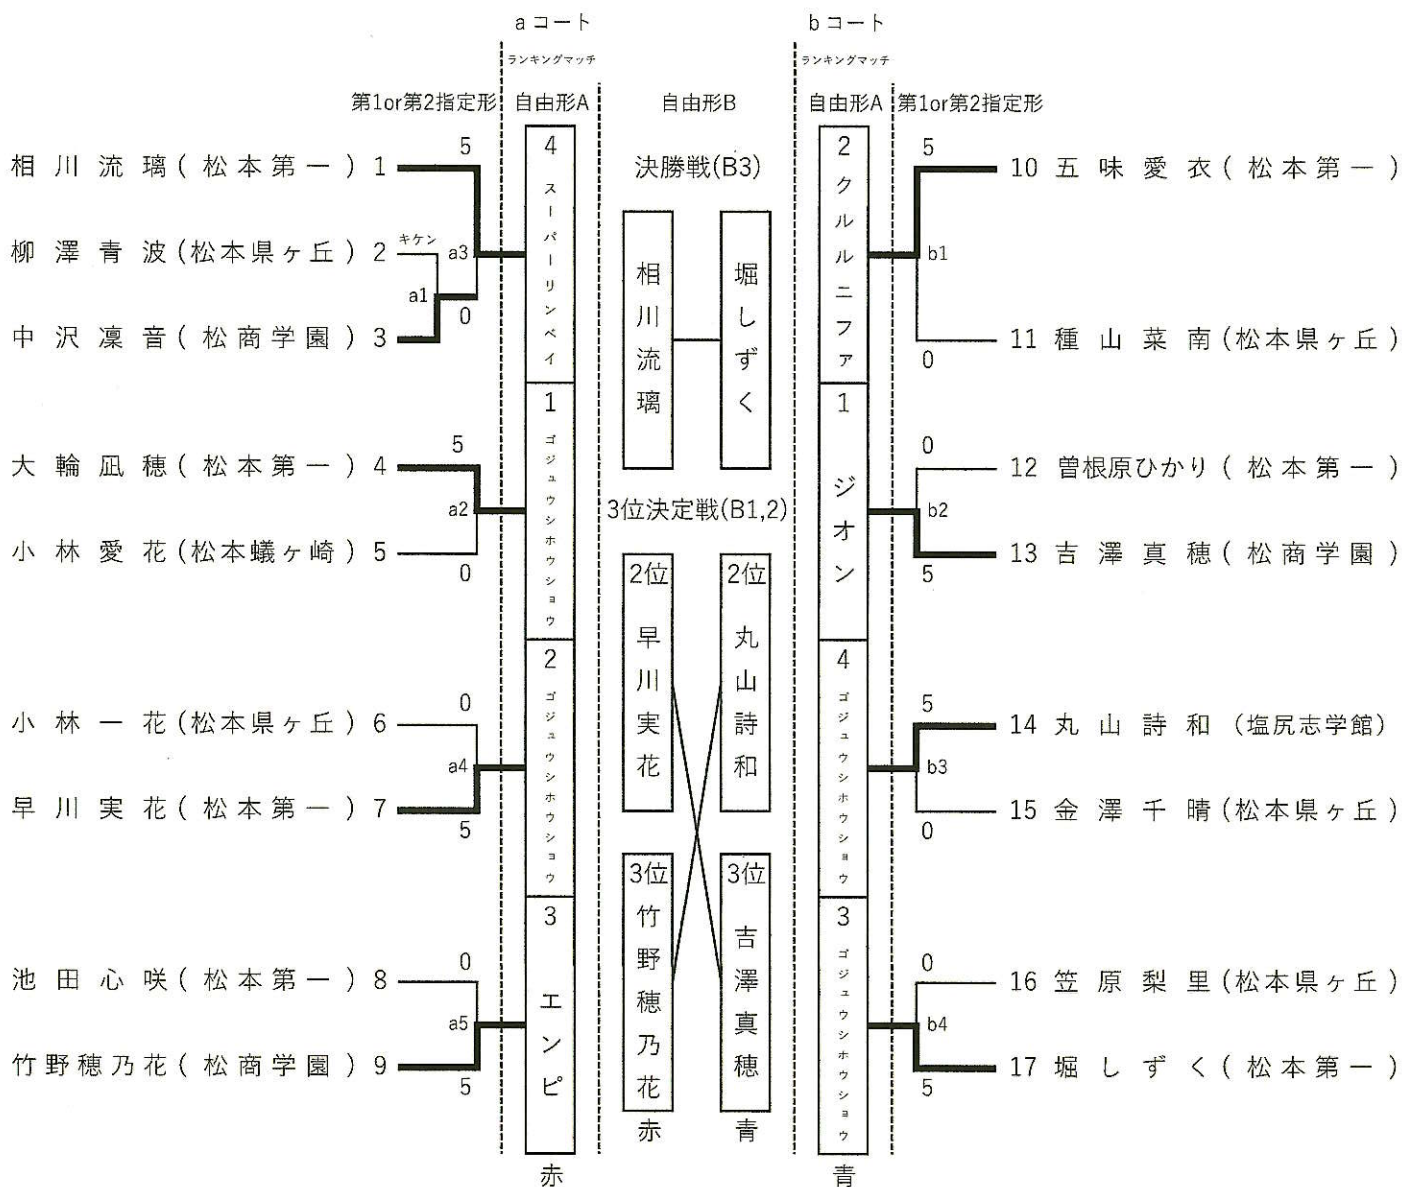 aコート
bコート
ランキングマッチ
ランキングマッチ
第1or第2指定形
自由形A
自由形B
自由形A
第1or第2指定形
相川流璃(松本第一) 1
5
柳澤青波(松本県ヶ丘) 2
キケン
a3
a1
0
中沢凜音(松商学園) 3
大輪凪穂(松本第一) 4
5
a2
小林愛花(松本蟻ヶ崎) 5
0
小林一花(松本県ヶ丘) 6
0
a4
早川実花(松本第一) 7
5
池田心咲(松本第一) 8
0
a5
竹野穂乃花(松商学園) 9
5
4 スーパーリンペイ
1 ゴジュウシホウショウ
2 ゴジュウシホウショウ
3 エンピ
赤
決勝戦(B3)
相川流璃
堀しずく
3位決定戦(B1,2)
2位 早川実花
2位 丸山詩和
3位 竹野穂乃花
3位 吉澤真穂
赤
青
2 クルルニファ
1 ジオン
4 ゴジュウシホウショウ
3 ゴジュウシホウショウ
青
5
10 五味愛衣(松本第一)
b1
11 種山菜南(松本県ヶ丘)
0
0
12 曽根原ひかり(松本第一)
b2
13 吉澤真穂(松商学園)
5
5
14 丸山詩和(塩尻志学館)
b3
15 金澤千晴(松本県ヶ丘)
0
0
16 笠原梨里(松本県ヶ丘)
b4
17 堀しずく(松本第一)
5